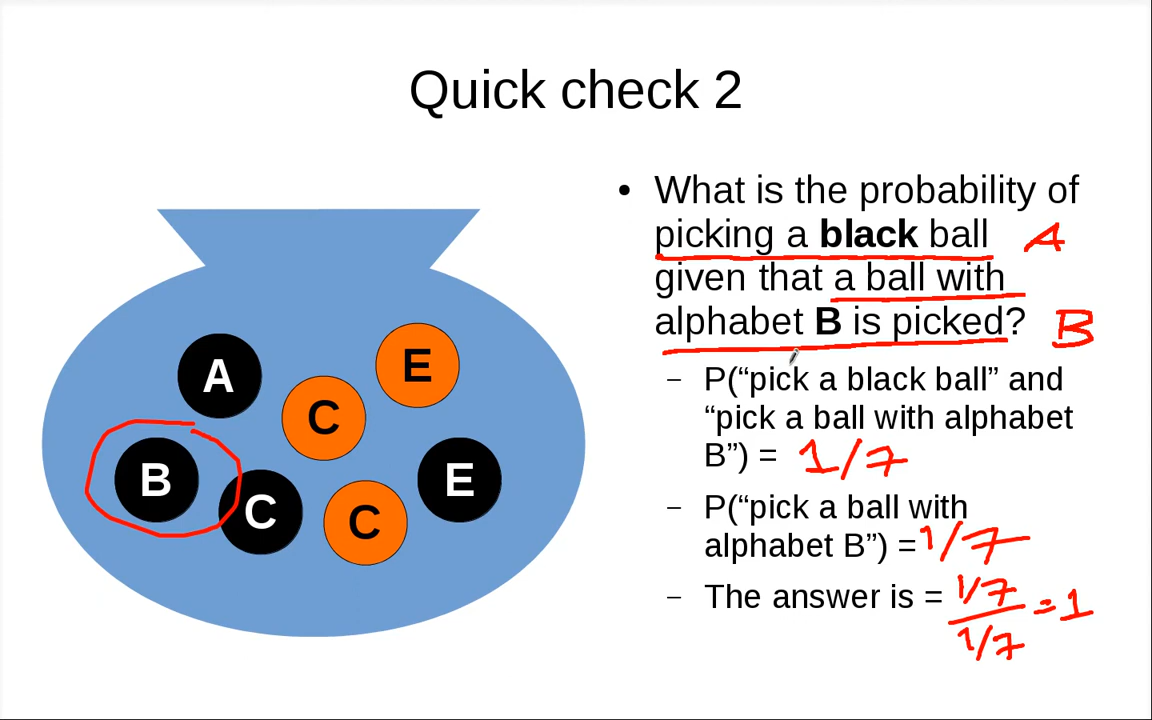 Quick check 2
• What is the probability of
picking a black ball A
given that a ball with
alphabet B is picked? B
– P(“pick a black ball” and
“pick a ball with alphabet
B”) = 1/7
– P(“pick a ball with
alphabet B”) = 1/7
– The answer is = 1/7
1/7 = 1
E
A
C
B
E
C
C